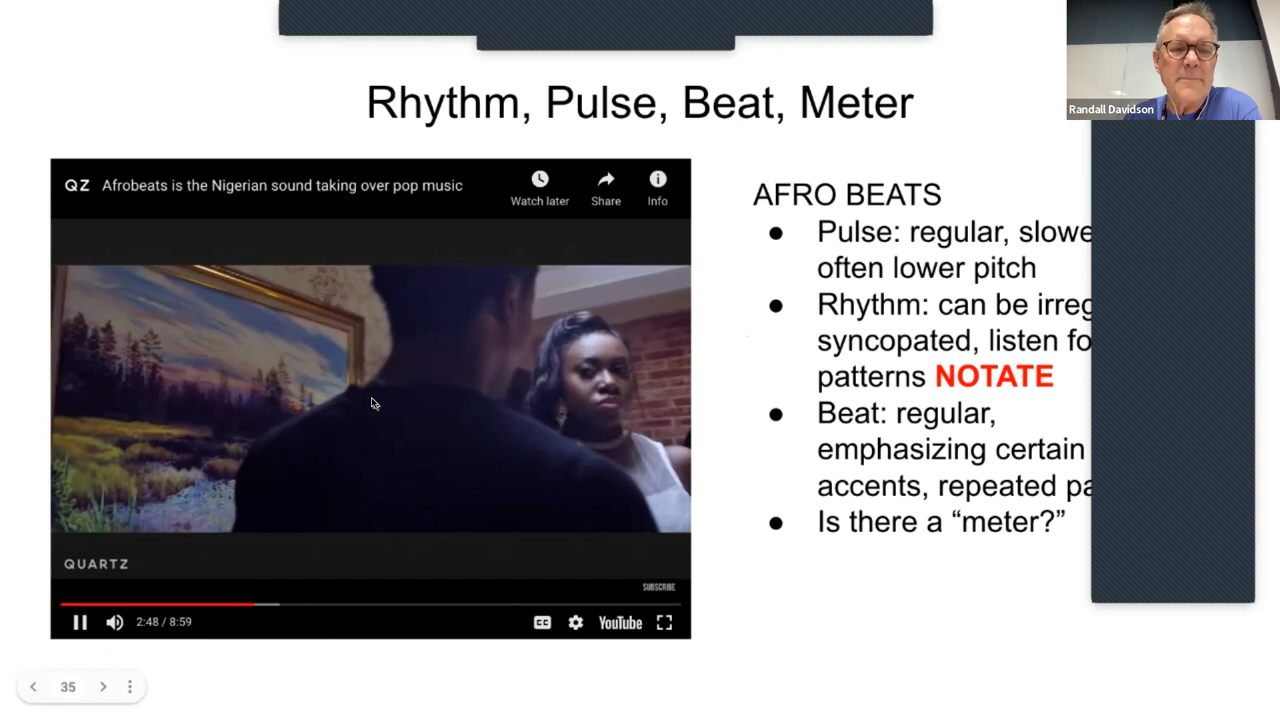 Randall Davidson
Rhythm, Pulse, Beat, Meter
QZ Afrobeats is the Nigerian sound taking over pop music
Watch later Share Info
QUARTZ
SUBSCRIBE
2:48 / 8:59
CC YouTube
AFRO BEATS
● Pulse: regular, slowe
often lower pitch
● Rhythm: can be irreg
syncopated, listen fo
patterns NOTATE
● Beat: regular,
emphasizing certain
accents, repeated pa
● Is there a “meter?”
35